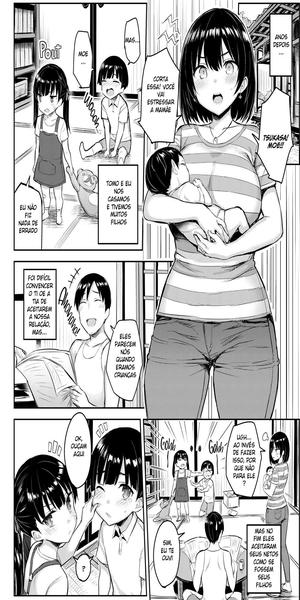 ANOS
DEPOIS
...
TSUKASA!
MOE!!
CORTA
ESSA! VOCÊ
VAI
ESTRESSAR
A MAMÃE
MAS...
MOE
...
POUT
TOMO E EU NOS
CASAMOS
E TIVEMOS
MUITOS
FILHOS
EU NÃO
FIZ
NADA DE
ERRADO
FOI DIFÍCIL
CONVENCER
O TI OE A
TIA DE
ACEITAREM
A NOSSA
RELAÇÃO,
MAS...
ELES
PARECEM
NÓS
QUANDO
ÉRAMOS
CRIANÇAS
UGH...
AO INVÉS
DE FAZER
ISSO, POR
QUE NÃO
PARA ELE
?
MAS NO
FIM ELES
ACEITARAM
SEUS NETOS
COMO SE
FOSSEM
SEUS
FILHOS
SIM, EU
TE OUVI
OK,
OUÇAM
AQUI
?